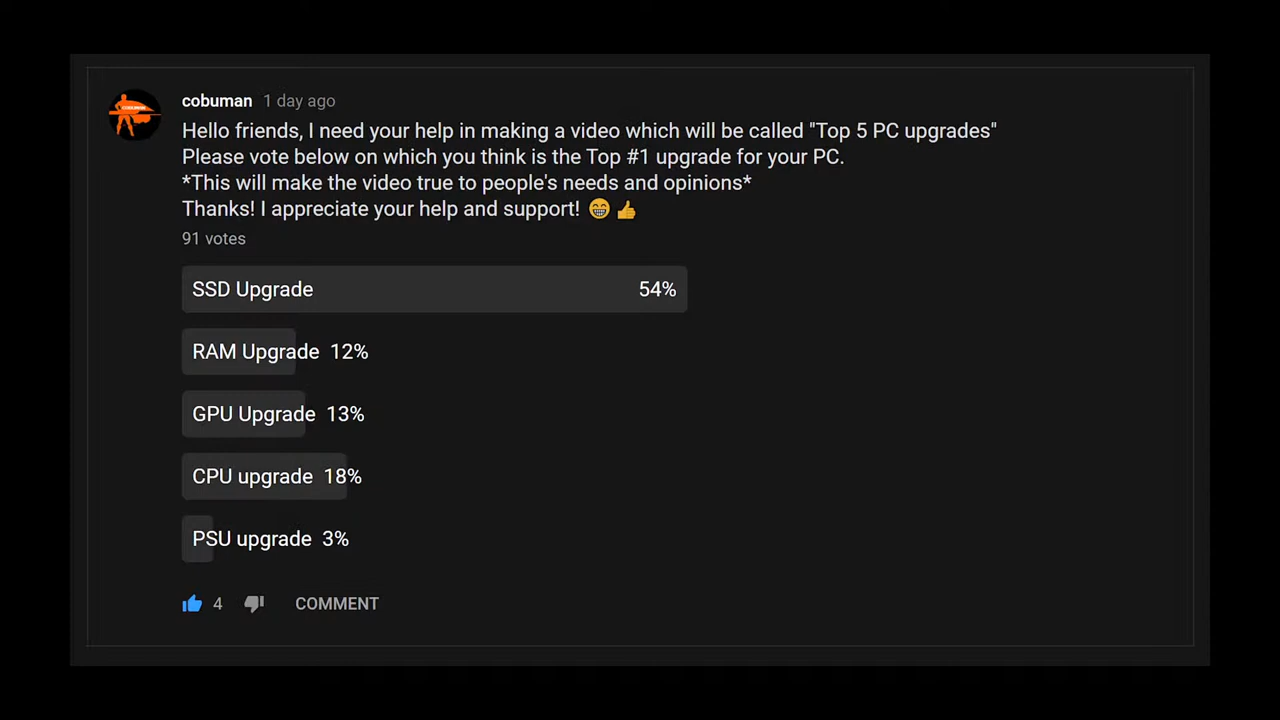 cobuman 1 day ago
Hello friends, I need your help in making a video which will be called "Top 5 PC upgrades"
Please vote below on which you think is the Top #1 upgrade for your PC.
*This will make the video true to people's needs and opinions*
Thanks! I appreciate your help and support! 😁👍
91 votes
SSD Upgrade 54%
RAM Upgrade 12%
GPU Upgrade 13%
CPU upgrade 18%
PSU upgrade 3%
4 COMMENT